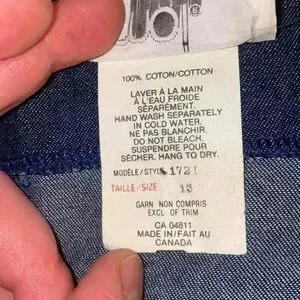 100% COTON/COTTON
LAVER À LA MAIN
À L'EAU FROIDE
SÉPARÉMENT.
HAND WASH SEPARATELY
IN COLD WATER.
NE PAS BLANCHIR.
DO NOT BLEACH.
SUSPENDRE POUR
SÉCHER. HANG TO DRY.
MODÈLE/STYLE 1721
TAILLE/SIZE 13
GARN NON COMPRIS
EXCL OF TRIM
CA 04811
MADE IN/FAIT AU
CANADA